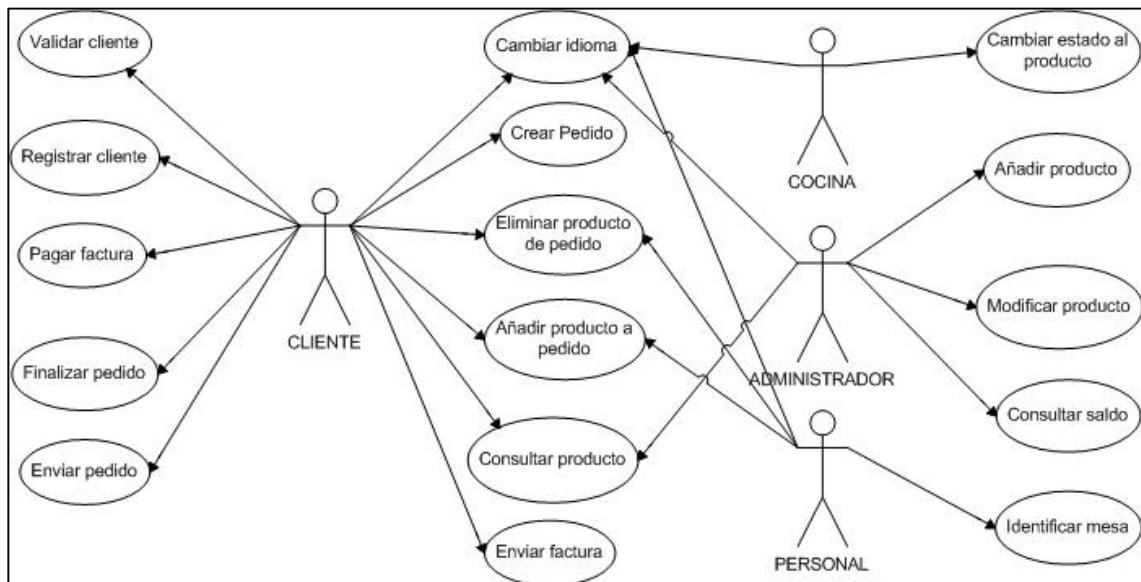 Validar cliente
Registrar cliente
Pagar factura
Finalizar pedido
Enviar pedido
CLIENTE
Cambiar idioma
Crear Pedido
Eliminar producto
de pedido
Añadir producto a
pedido
Consultar producto
Enviar factura
COCINA
ADMINISTRADOR
PERSONAL
Cambiar estado al
producto
Añadir producto
Modificar producto
Consultar saldo
Identificar mesa